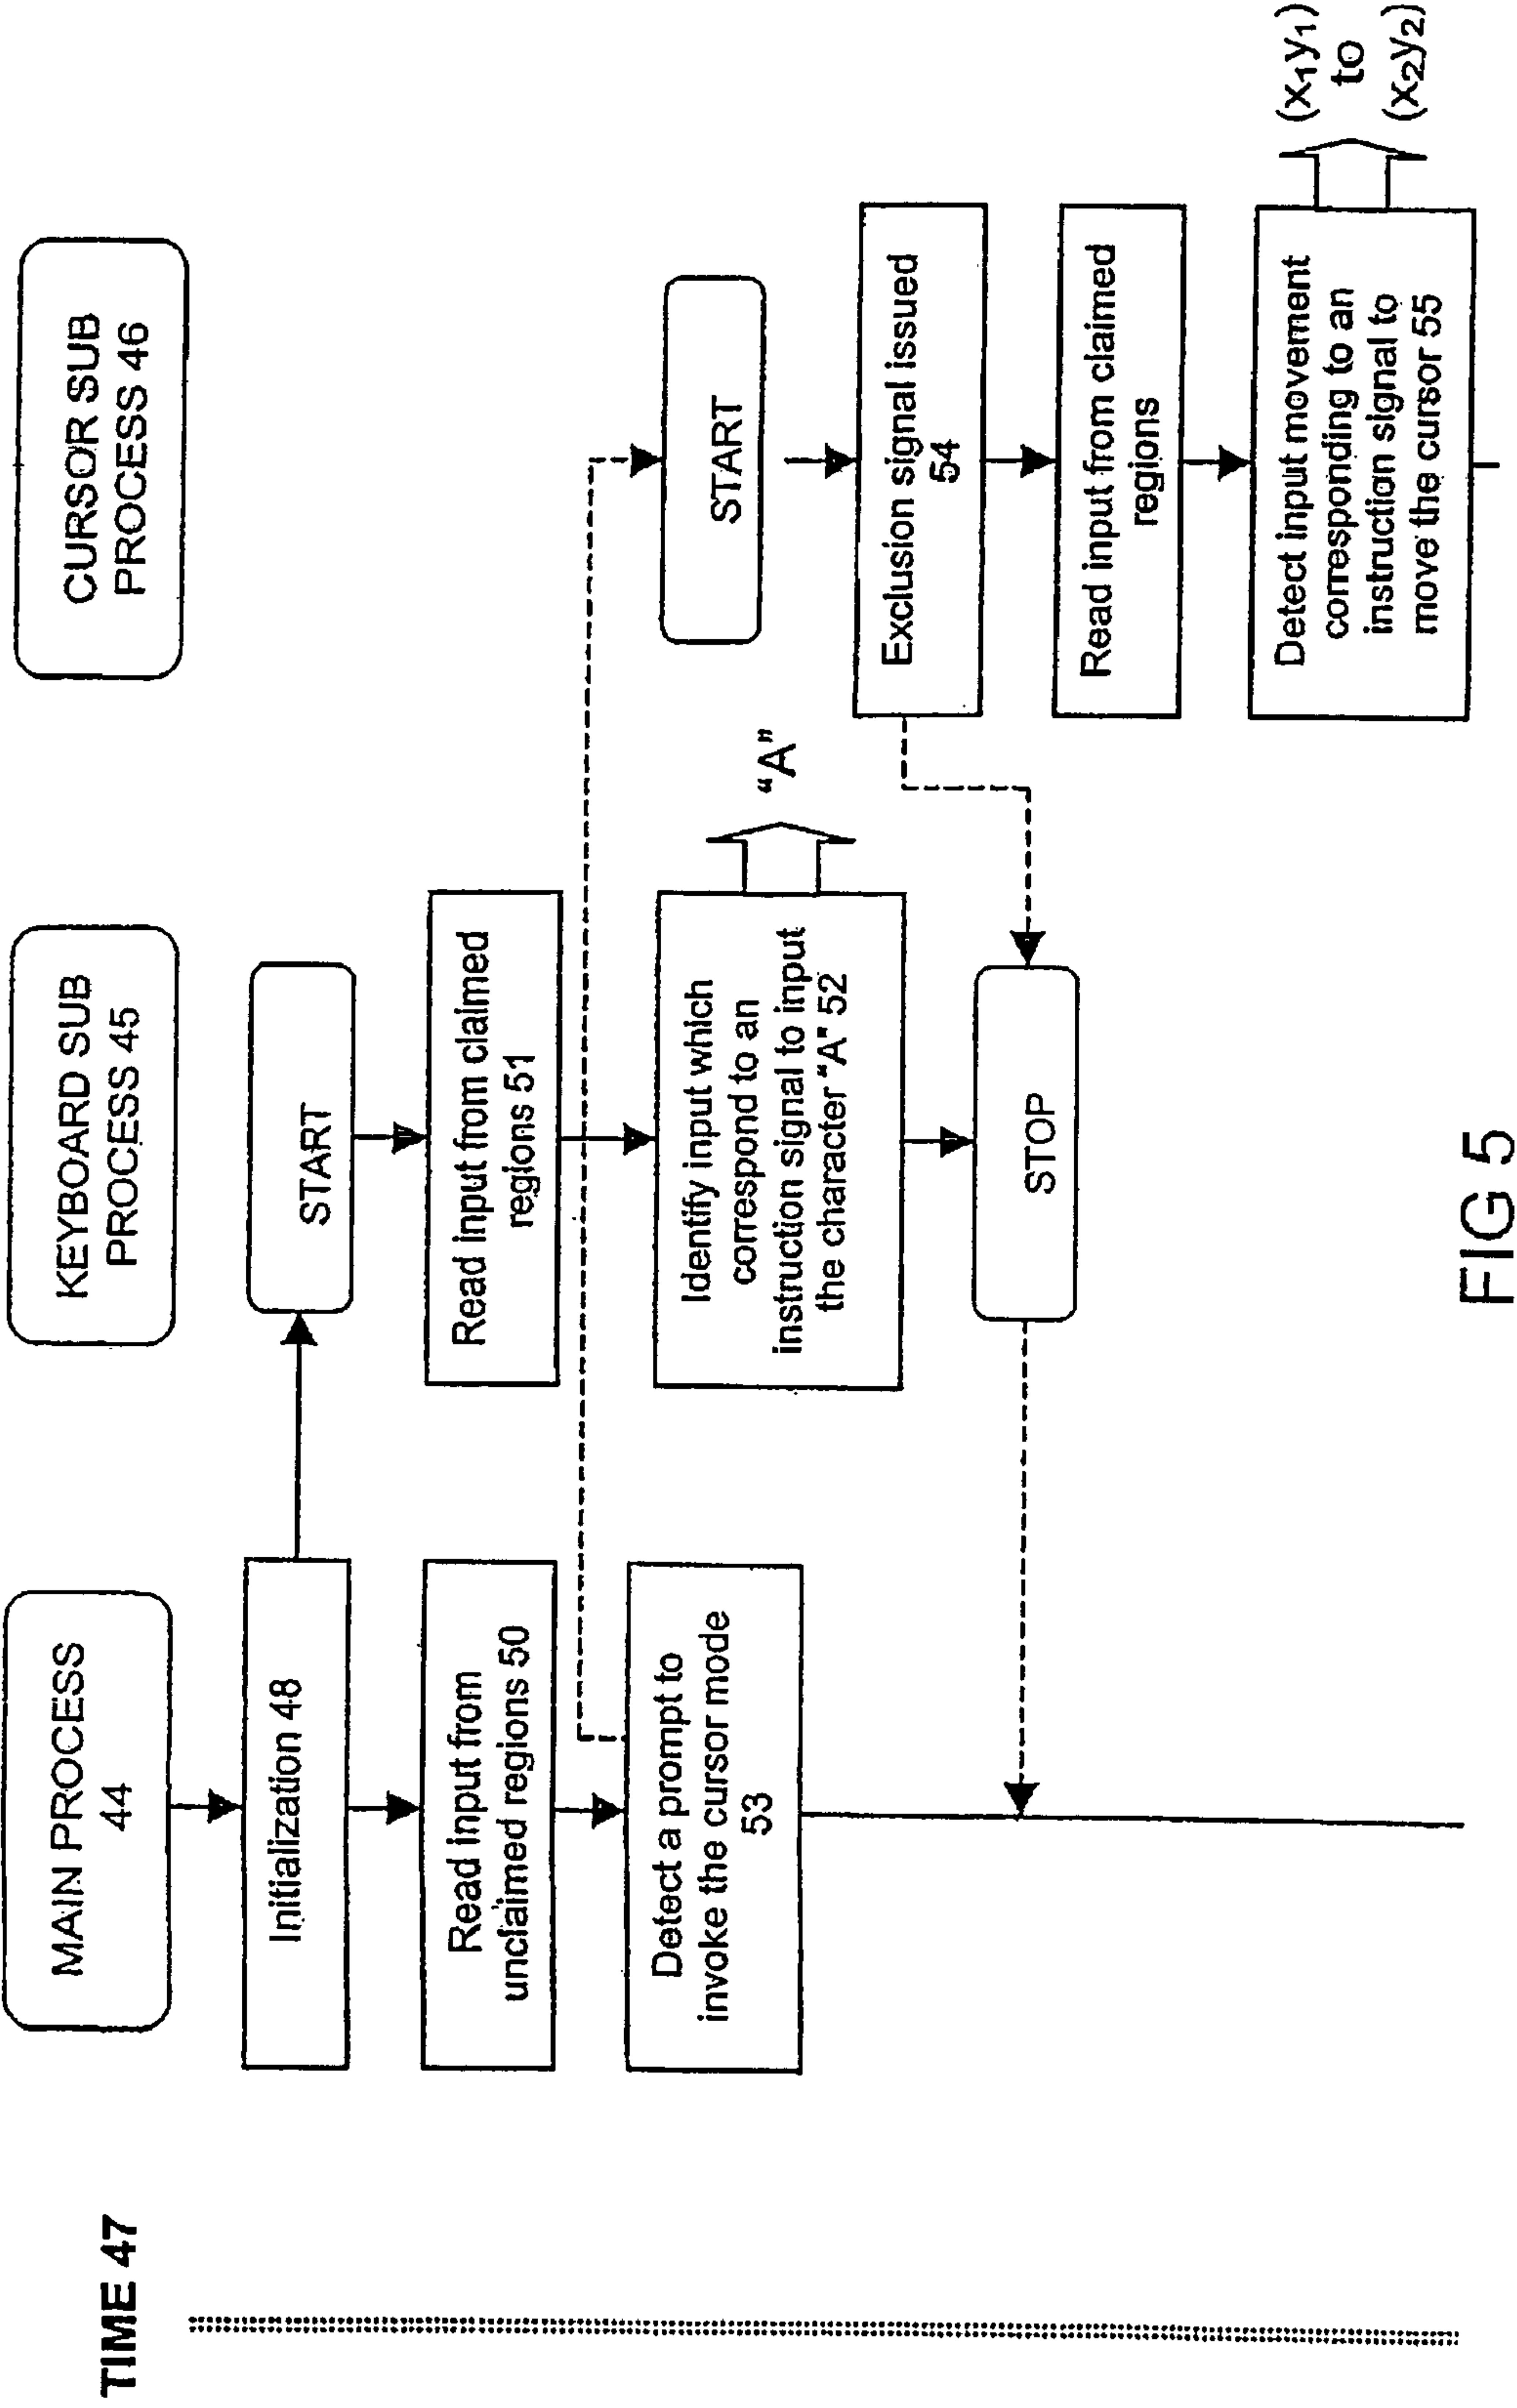 TIME 47
MAIN PROCESS
44
Initialization 48
Read input from
unclaimed regions 50
Detect a prompt to
invoke the cursor mode
53
KEYBOARD SUB
PROCESS 45
START
Read input from claimed
regions 51
Identify input which
correspond to an
instruction signal to input
the character “A” 52
“A”
STOP
CURSOR SUB
PROCESS 46
START
Exclusion signal issued
54
Read input from claimed
regions
Detect input movement
corresponding to an
instruction signal to
move the cursor 55
(x₁y₁)
to
(x₂y₂)
FIG 5